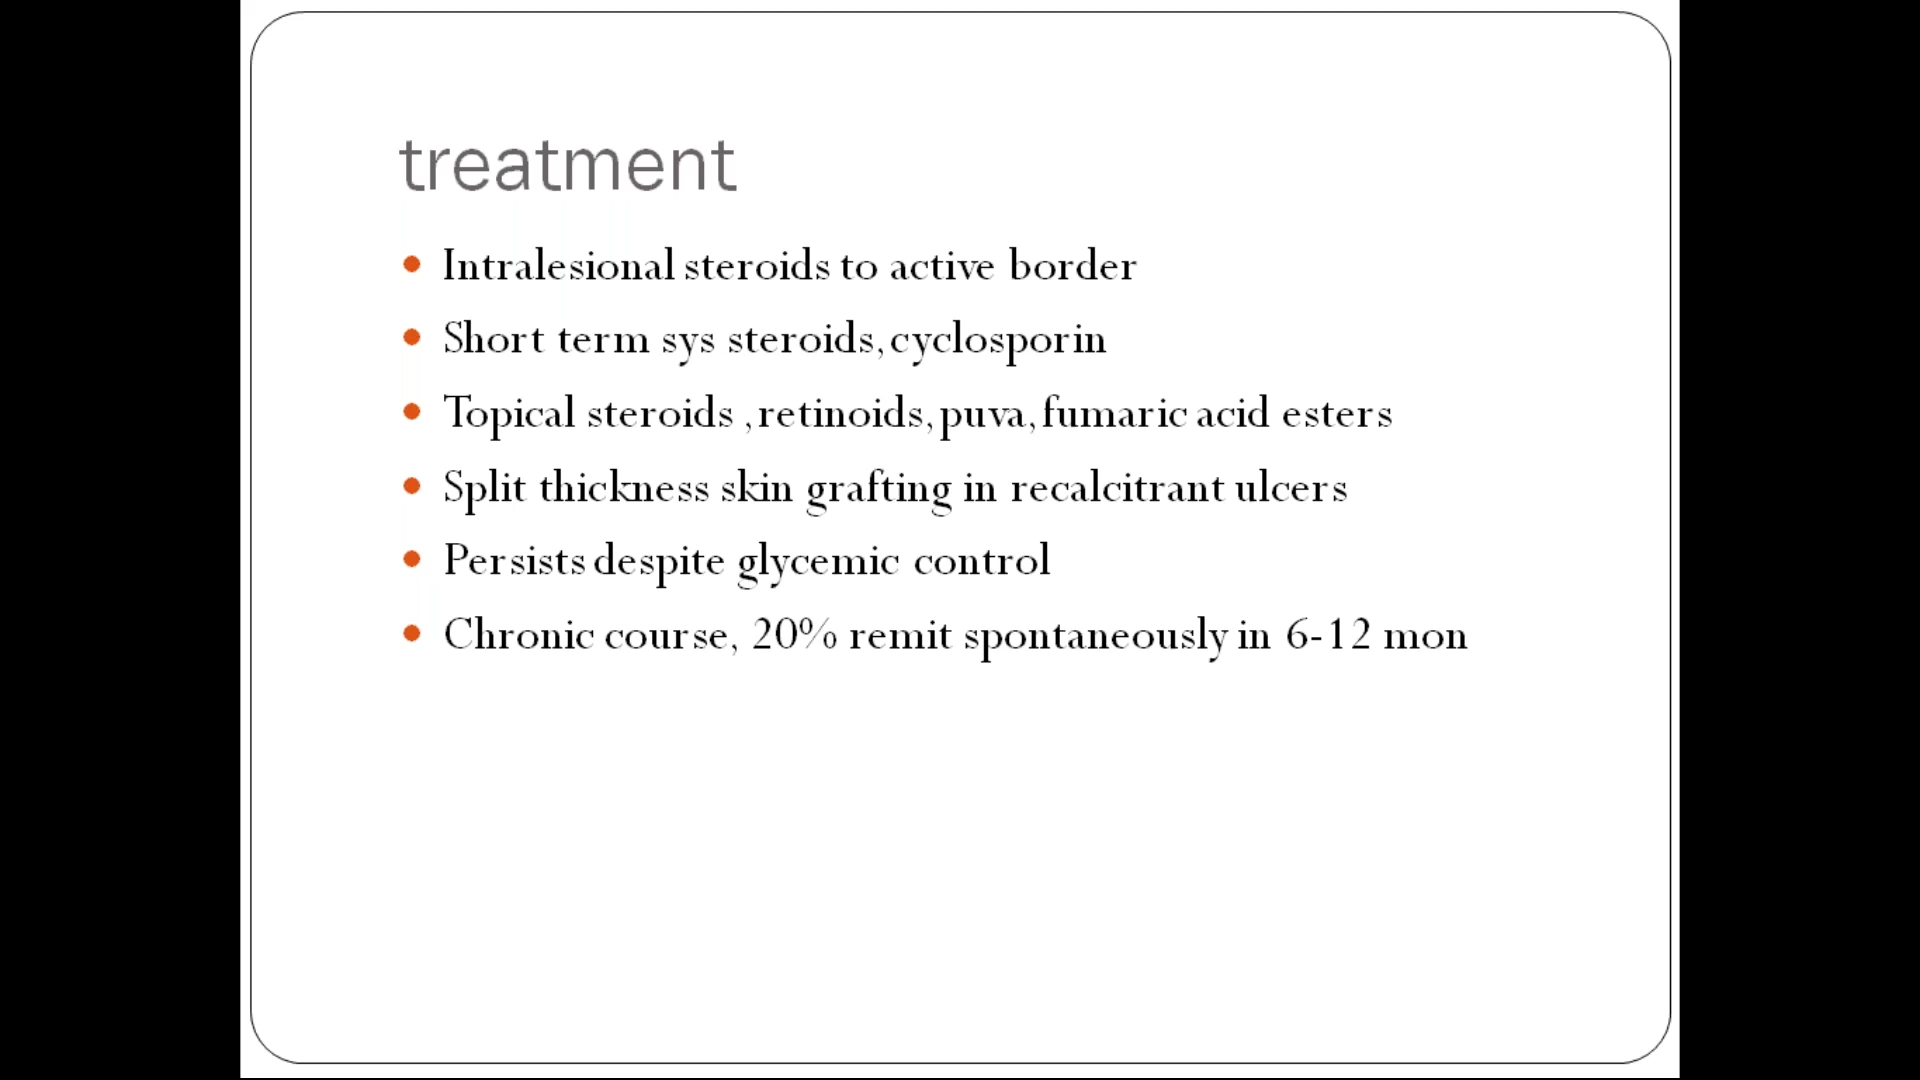 treatment
Intralesional steroids to active border
Short term sys steroids,cyclosporin
Topical steroids ,retinoids,puva,fumaric acid esters
Split thickness skin grafting in recalcitrant ulcers
Persists despite glycemic control
Chronic course, 20% remit spontaneously in 6-12 mon